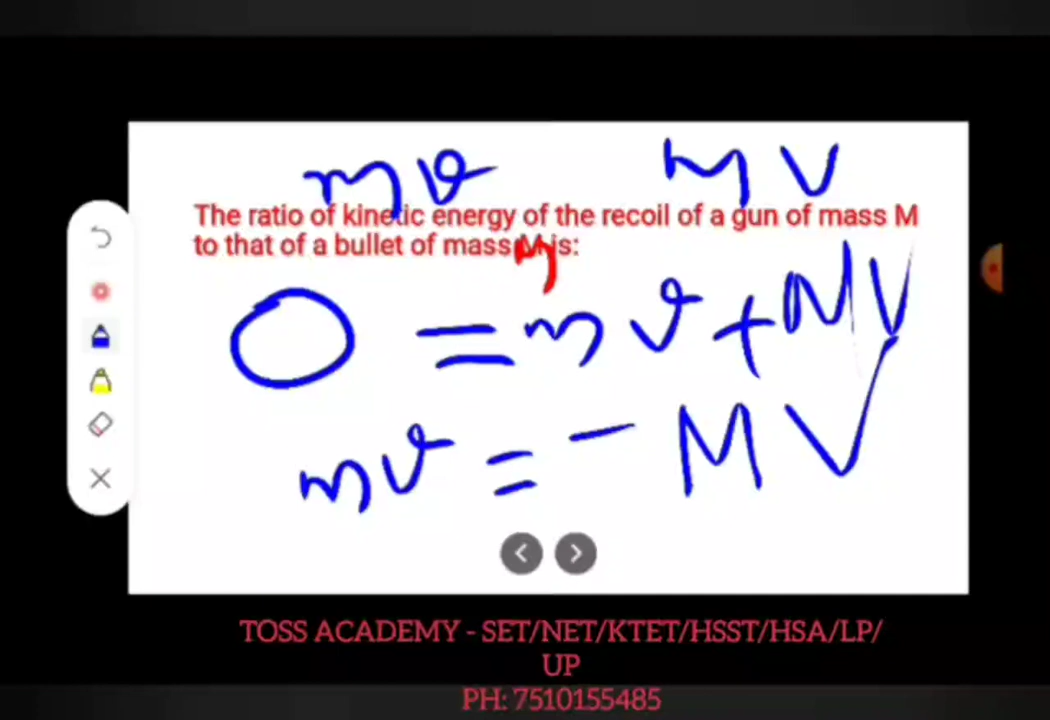 mv MV
The ratio of kinetic energy of the recoil of a gun of mass M
to that of a bullet of mass m is:
0 = mv + MV
mv = - MV
TOSS ACADEMY - SET/NET/KTET/HSST/HSA/LP/
UP
PH: 7510155485